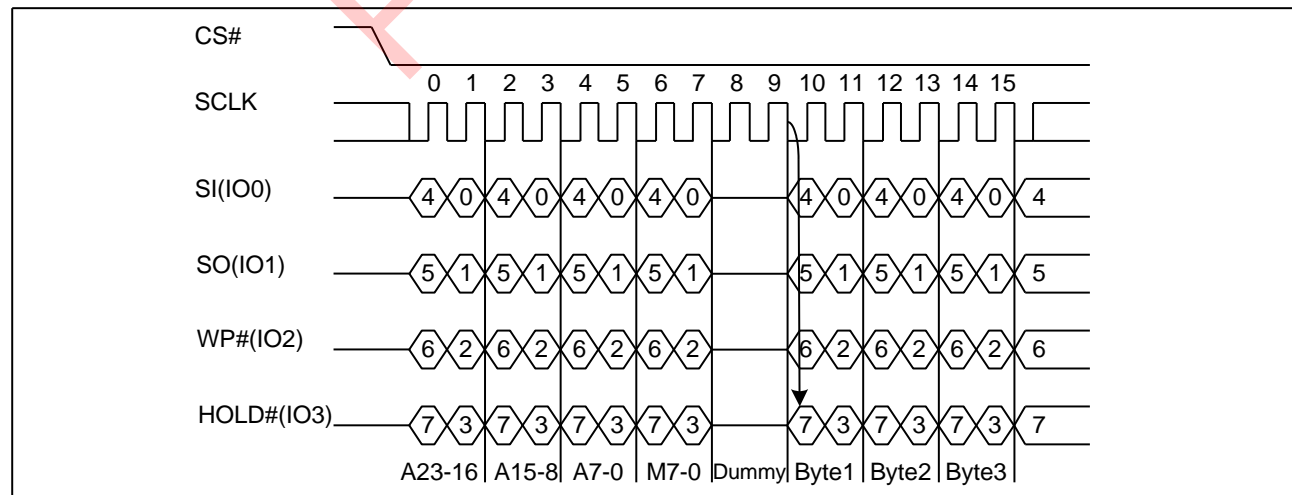 CS#
0 1 2 3 4 5 6 7 8 9 10 11 12 13 14 15
SCLK
SI(IO0) 4 0 4 0 4 0 4 0 4 0 4 0 4 0 4
SO(IO1) 5 1 5 1 5 1 5 1 5 1 5 1 5 1 5
WP#(IO2) 6 2 6 2 6 2 6 2 6 2 6 2 6 2 6
HOLD#(IO3) 7 3 7 3 7 3 7 3 7 3 7 3 7 3 7
A23-16 A15-8 A7-0 M7-0 Dummy Byte1 Byte2 Byte3